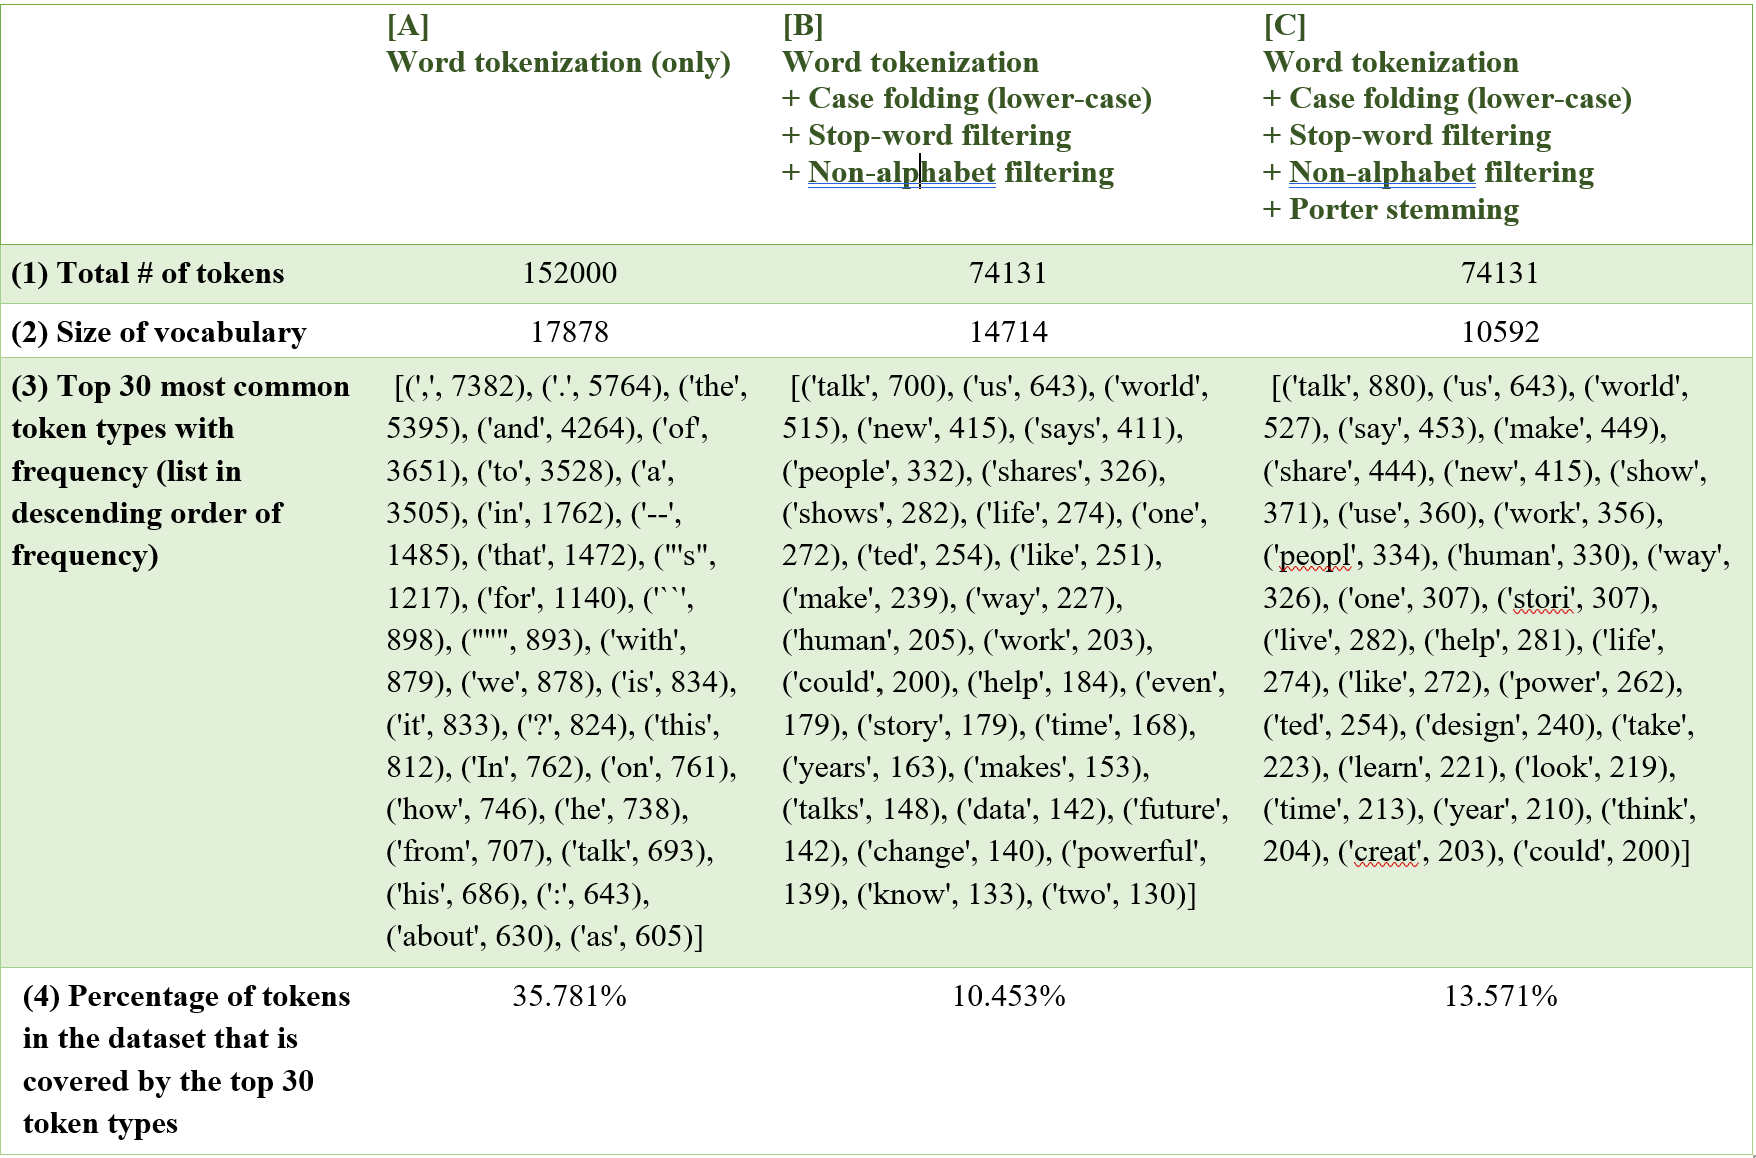 [A]
Word tokenization (only)
[B]
Word tokenization
+ Case folding (lower-case)
+ Stop-word filtering
+ Non-alphabet filtering
[C]
Word tokenization
+ Case folding (lower-case)
+ Stop-word filtering
+ Non-alphabet filtering
+ Porter stemming
(1) Total # of tokens
152000
74131
74131
(2) Size of vocabulary
17878
14714
10592
(3) Top 30 most common
token types with
frequency (list in
descending order of
frequency)
[(',', 7382), ('.', 5764), ('the',
5395), ('and', 4264), ('of',
3651), ('to', 3528), ('a',
3505), ('in', 1762), ('--',
1485), ('that', 1472), ("'s",
1217), ('for', 1140), ('``',
898), ("''", 893), ('with',
879), ('we', 878), ('is', 834),
('it', 833), ('?', 824), ('this',
812), ('In', 762), ('on', 761),
('how', 746), ('he', 738),
('from', 707), ('talk', 693),
('his', 686), (':', 643),
('about', 630), ('as', 605)]
[('talk', 700), ('us', 643), ('world',
515), ('new', 415), ('says', 411),
('people', 332), ('shares', 326),
('shows', 282), ('life', 274), ('one',
272), ('ted', 254), ('like', 251),
('make', 239), ('way', 227),
('human', 205), ('work', 203),
('could', 200), ('help', 184), ('even',
179), ('story', 179), ('time', 168),
('years', 163), ('makes', 153),
('talks', 148), ('data', 142), ('future',
142), ('change', 140), ('powerful',
139), ('know', 133), ('two', 130)]
[('talk', 880), ('us', 643), ('world',
527), ('say', 453), ('make', 449),
('share', 444), ('new', 415), ('show',
371), ('use', 360), ('work', 356),
('peopl', 334), ('human', 330), ('way',
326), ('one', 307), ('stori', 307),
('live', 282), ('help', 281), ('life',
274), ('like', 272), ('power', 262),
('ted', 254), ('design', 240), ('take',
223), ('learn', 221), ('look', 219),
('time', 213), ('year', 210), ('think',
204), ('creat', 203), ('could', 200)]
(4) Percentage of tokens
in the dataset that is
covered by the top 30
token types
35.781%
10.453%
13.571%